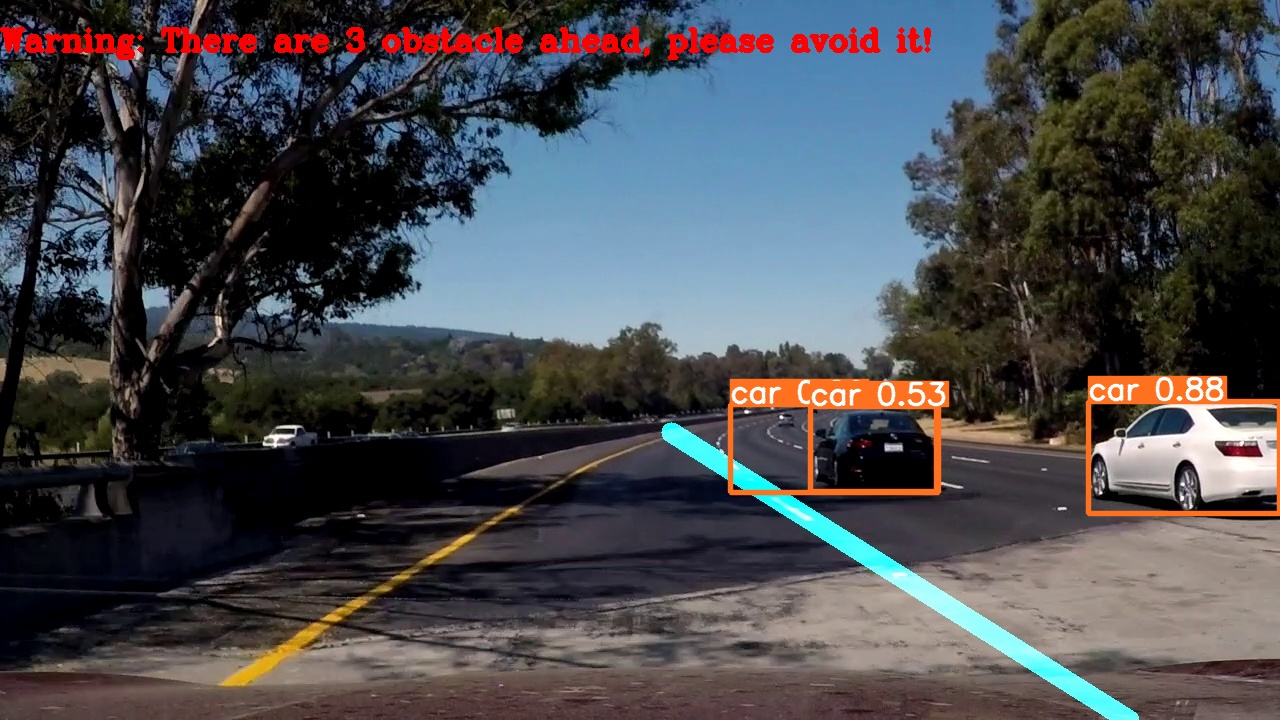 Warning: There are 3 obstacle ahead, please avoid it!
car
car 0.53
car 0.88